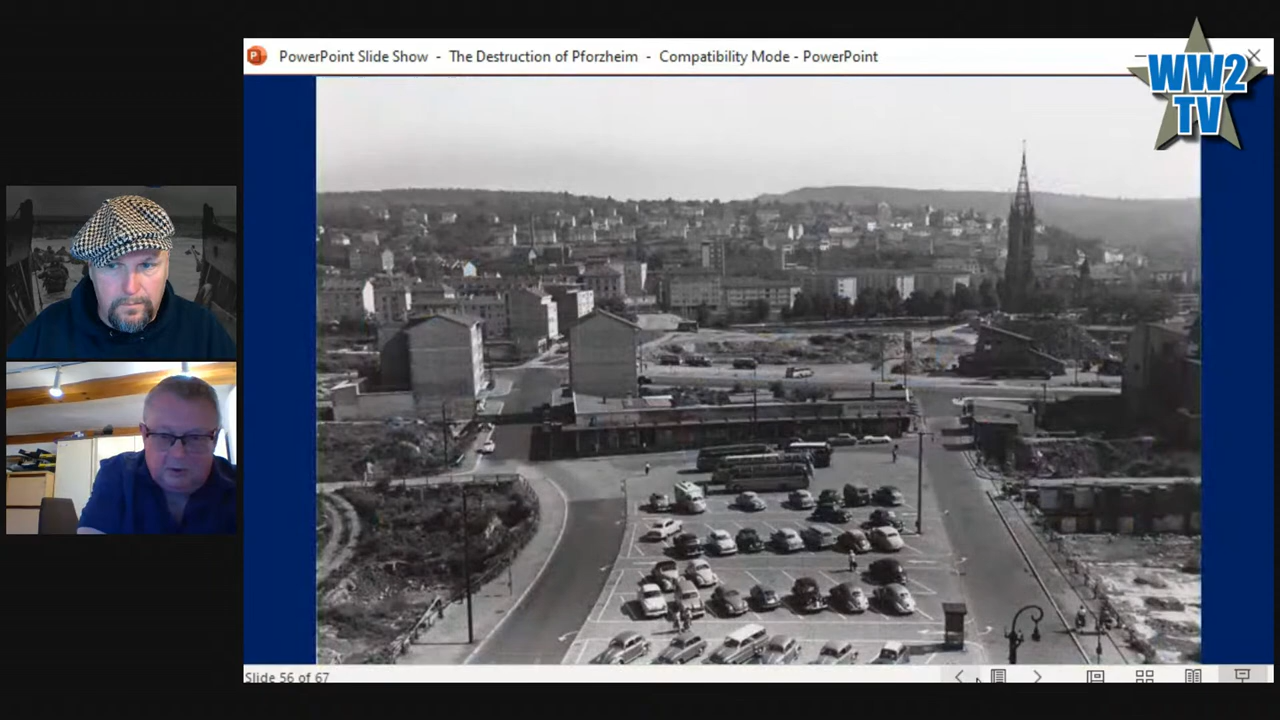 PowerPoint Slide Show - The Destruction of Pforzheim - Compatibility Mode - PowerPoint
WW2
TV
Slide 56 of 67